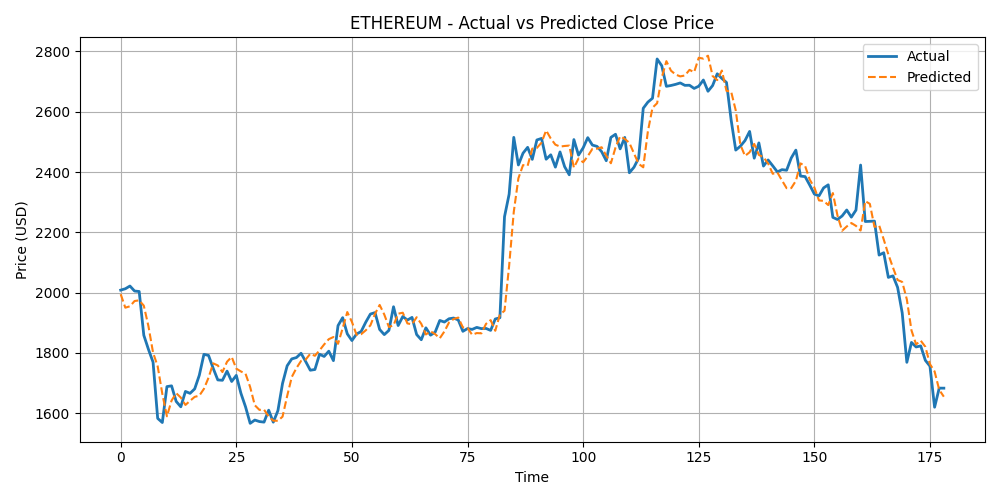 ETHEREUM - Actual vs Predicted Close Price
Actual
Predicted
Price (USD)
2800
2600
2400
2200
2000
1800
1600
0 25 50 75 100 125 150 175
Time